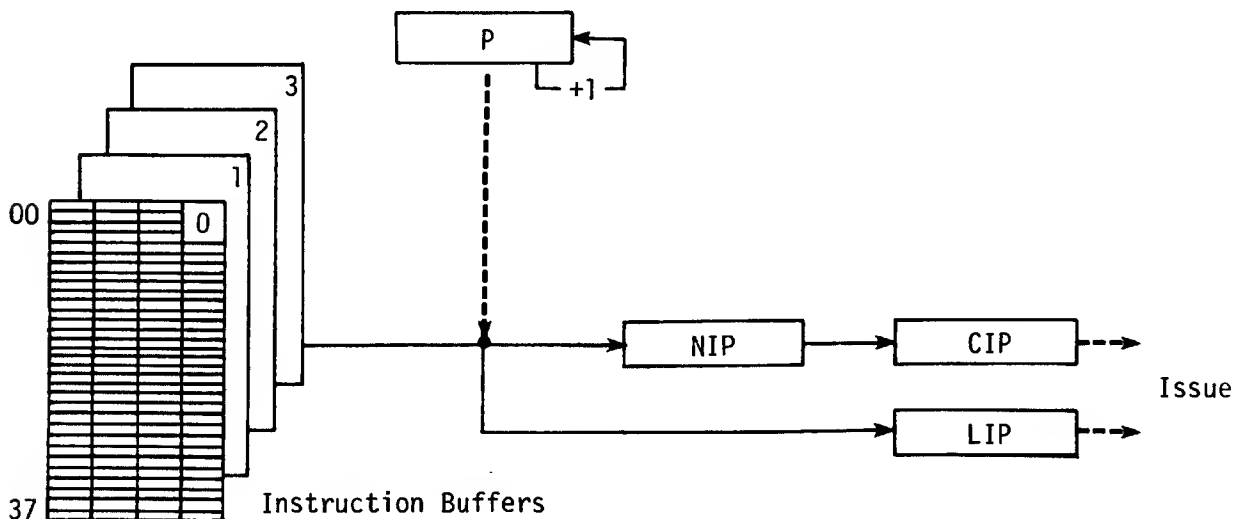 P
+1
3
2
1
00
0
NIP
CIP
Issue
LIP
37
Instruction Buffers